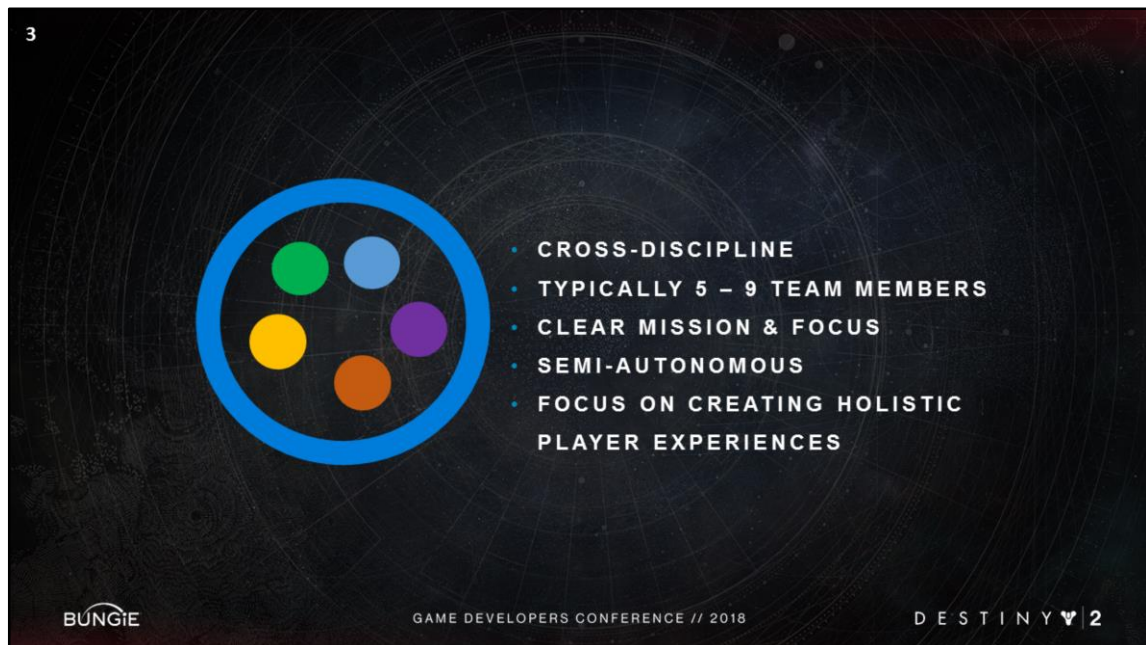 3
• CROSS-DISCIPLINE
• TYPICALLY 5 – 9 TEAM MEMBERS
• CLEAR MISSION & FOCUS
• SEMI-AUTONOMOUS
• FOCUS ON CREATING HOLISTIC
PLAYER EXPERIENCES
BUNGiE
GAME DEVELOPERS CONFERENCE // 2018
DESTINY 2